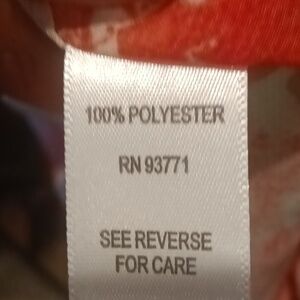 100% POLYESTER
RN 93771
SEE REVERSE
FOR CARE